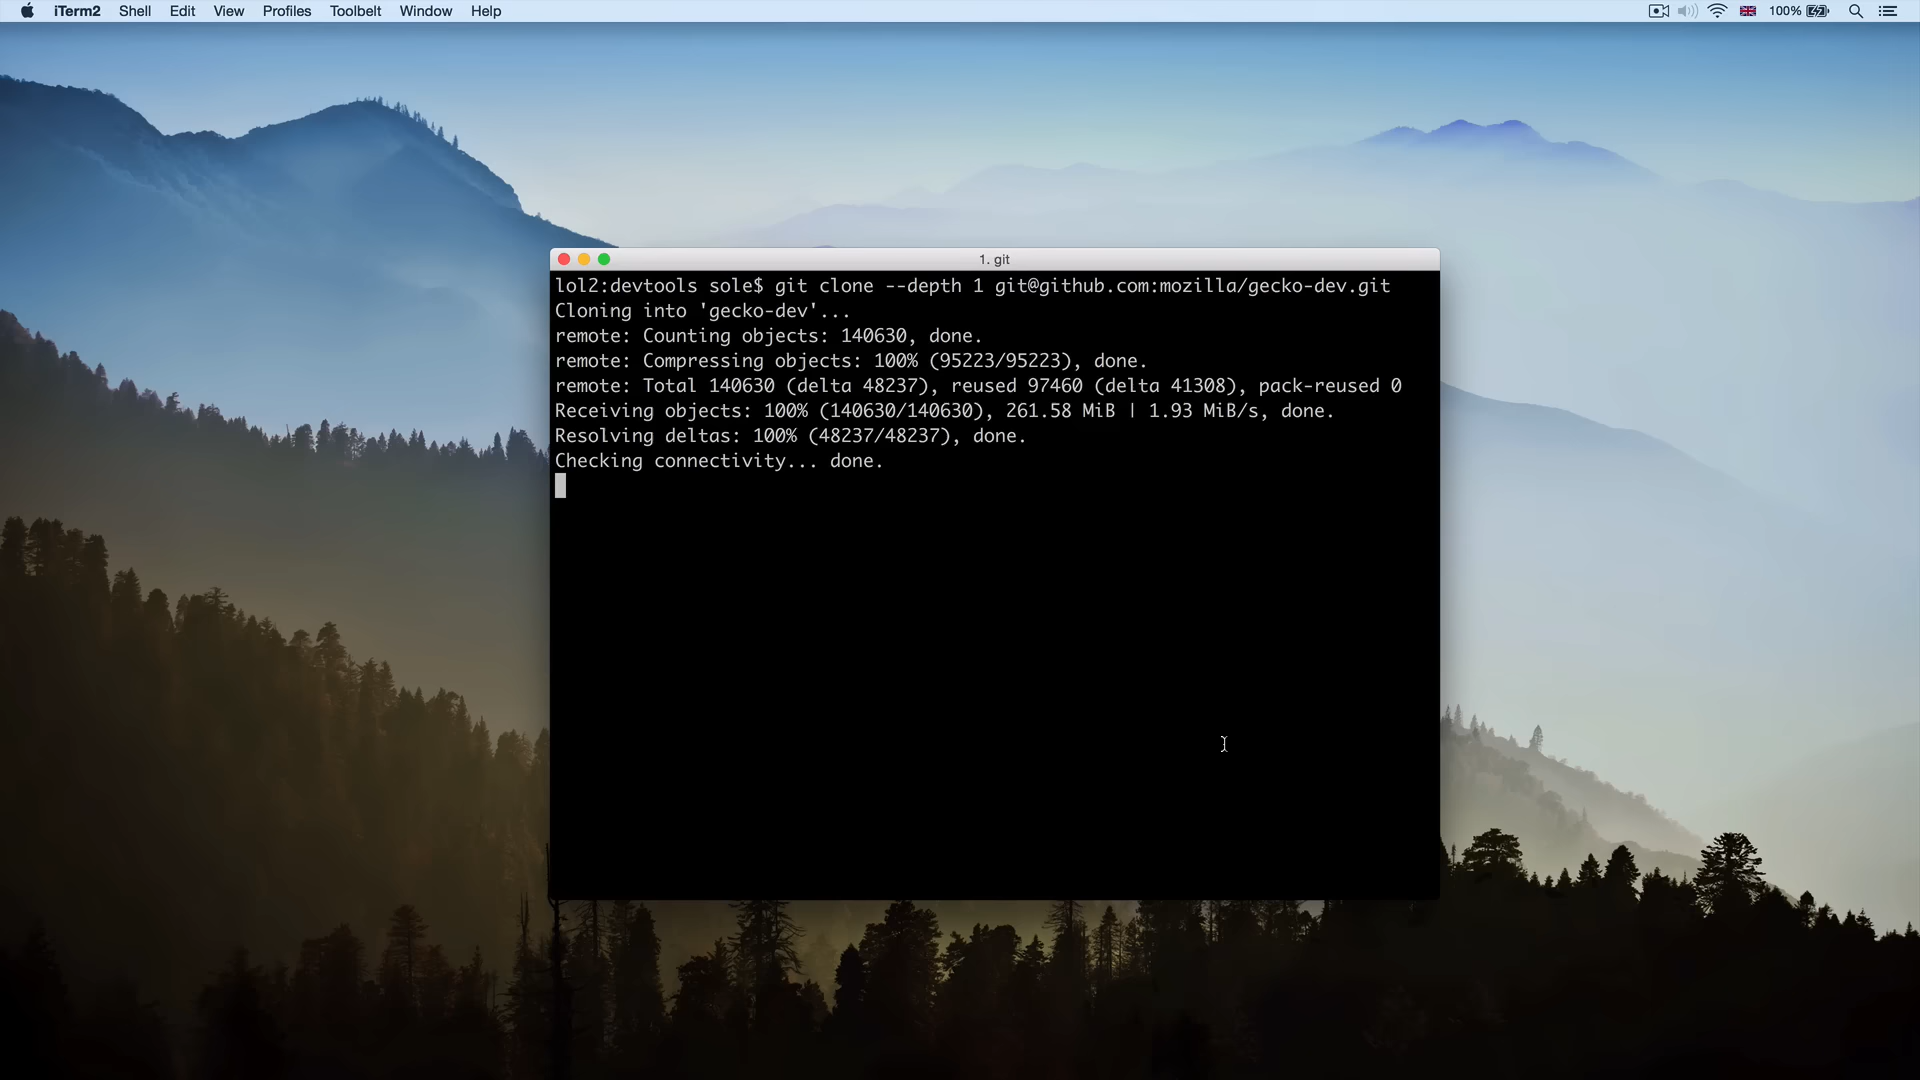 iTerm2 Shell Edit View Profiles Toolbelt Window Help 100%
1. git
lol2:devtools sole$ git clone --depth 1 git@github.com:mozilla/gecko-dev.git
Cloning into 'gecko-dev'...
remote: Counting objects: 140630, done.
remote: Compressing objects: 100% (95223/95223), done.
remote: Total 140630 (delta 48237), reused 97460 (delta 41308), pack-reused 0
Receiving objects: 100% (140630/140630), 261.58 MiB | 1.93 MiB/s, done.
Resolving deltas: 100% (48237/48237), done.
Checking connectivity... done.